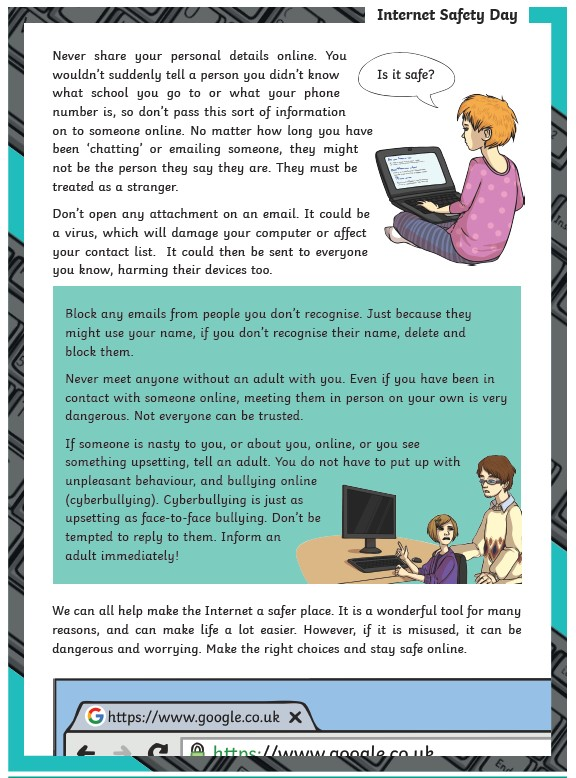 Internet Safety Day
Never share your personal details online. You
wouldn't suddenly tell a person you didn't know
what school you go to or what your phone
number is, so don't pass this sort of information
on to someone online. No matter how long you have
been 'chatting' or emailing someone, they might
not be the person they say they are. They must be
treated as a stranger.
Is it safe?
Don't open any attachment on an email. It could be
a virus, which will damage your computer or affect
your contact list. It could then be sent to everyone
you know, harming their devices too.
Block any emails from people you don't recognise. Just because they
might use your name, if you don't recognise their name, delete and
block them.
Never meet anyone without an adult with you. Even if you have been in
contact with someone online, meeting them in person on your own is very
dangerous. Not everyone can be trusted.
If someone is nasty to you, or about you, online, or you see
something upsetting, tell an adult. You do not have to put up with
unpleasant behaviour, and bullying online
(cyberbullying). Cyberbullying is just as
upsetting as face-to-face bullying. Don't be
tempted to reply to them. Inform an
adult immediately!
We can all help make the Internet a safer place. It is a wonderful tool for many
reasons, and can make life a lot easier. However, if it is misused, it can be
dangerous and worrying. Make the right choices and stay safe online.
https://www.google.co.uk
https://www.google.co.uk